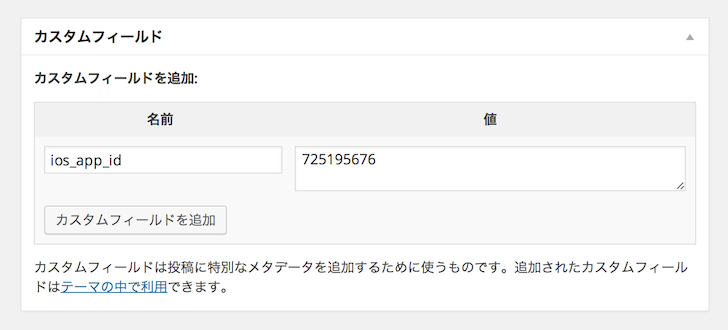 カスタムフィールド
カスタムフィールドを追加:
名前 値
ios_app_id 725195676
カスタムフィールドを追加
カスタムフィールドは投稿に特別なメタデータを追加するために使うものです。追加されたカスタムフィール
ドはテーマの中で利用できます。